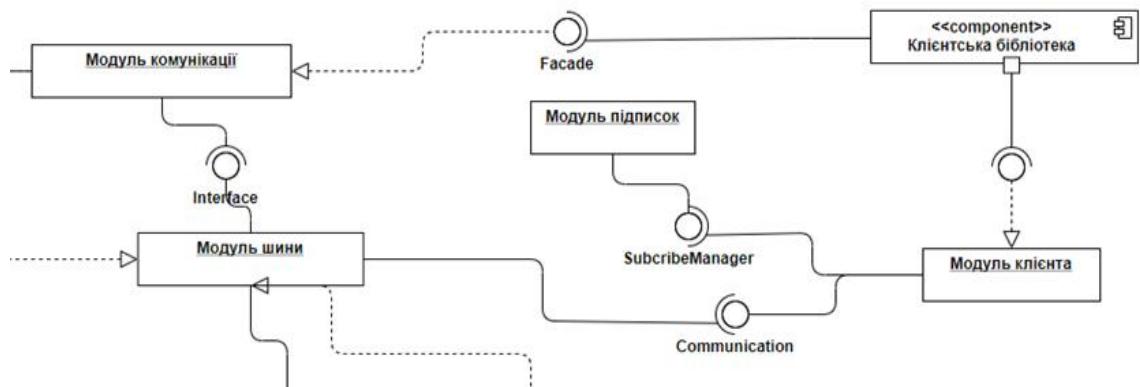 <<component>>
Клієнтська бібліотека
Модуль комунікації
Facade
Модуль підписок
Interface
Модуль шини
SubcribeManager
Модуль клієнта
Communication